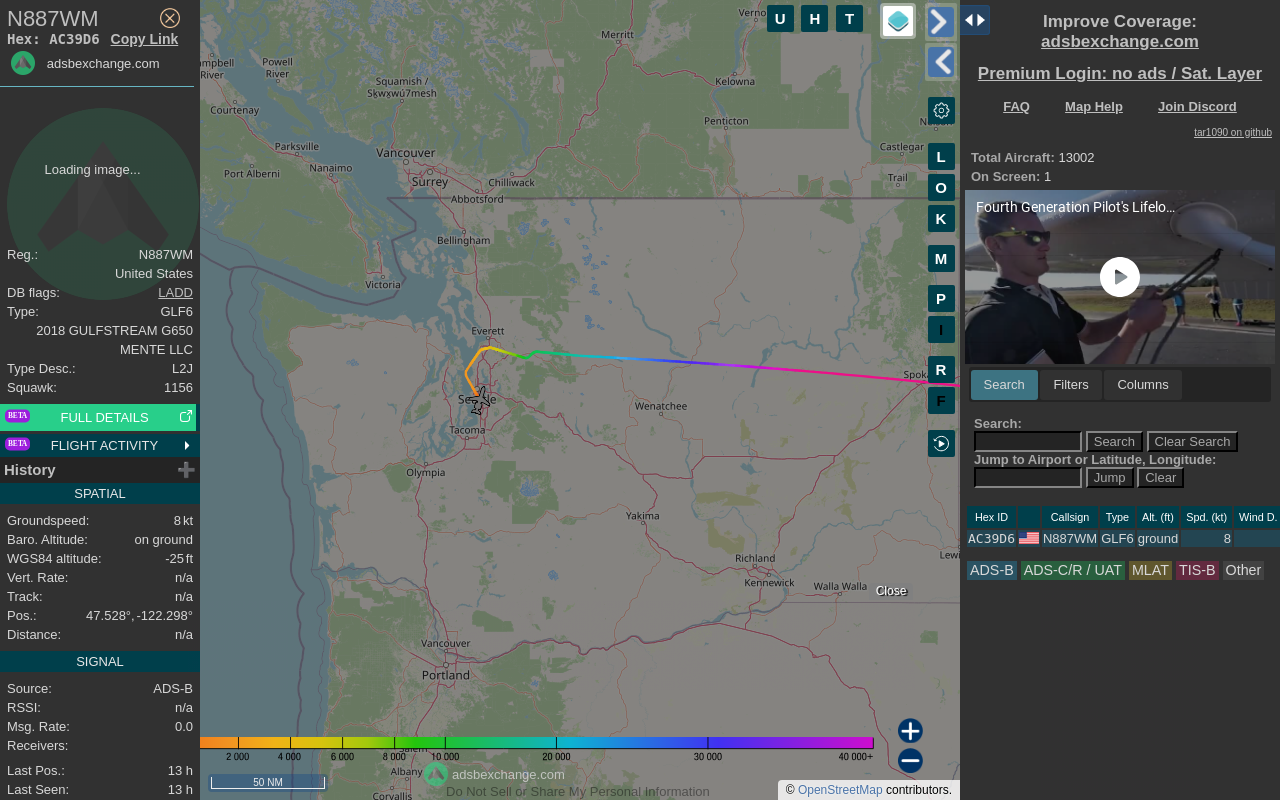 N887WM
Hex: AC39D6 Copy Link
adsbexchange.com
Loading image...
Reg.: N887WM
United States
DB flags: LADD
Type: GLF6
2018 GULFSTREAM G650
MENTE LLC
Type Desc.: L2J
Squawk: 1156
BETA FULL DETAILS
BETA FLIGHT ACTIVITY
History
SPATIAL
Groundspeed: 8 kt
Baro. Altitude: on ground
WGS84 altitude: -25 ft
Vert. Rate: n/a
Track: n/a
Pos.: 47.528°, -122.298°
Distance: n/a
SIGNAL
Source: ADS-B
RSSI: n/a
Msg. Rate: 0.0
Receivers:
Last Pos.: 13 h
Last Seen: 13 h
U H T
L
O
K
M
P
I
R
F
Merritt
Powell
River
River
Squamish /
Sḵwx̱wú7mesh
Kelowna
Courtenay
Penticton
Parksville
Nanaimo
Port Alberni
Vancouver
Surrey
Chilliwack
Abbotsford
Castlegar
Trail
Bellingham
Victoria
Everett
Tacoma
Wenatchee
Olympia
Yakima
Richland
Kennewick
Walla Walla
Close
Vancouver
Portland
Albany
Corvallis
2 000 4 000 6 000 8 000 10 000 20 000 30 000 40 000+
50 NM
adsbexchange.com
Do Not Sell or Share My Personal Information
© OpenStreetMap contributors.
Improve Coverage:
adsbexchange.com
Premium Login: no ads / Sat. Layer
FAQ Map Help Join Discord
tar1090 on github
Total Aircraft: 13002
On Screen: 1
Fourth Generation Pilot's Lifelo...
Search Filters Columns
Search:
Search Clear Search
Jump to Airport or Latitude, Longitude:
Jump Clear
Hex ID Callsign Type Alt. (ft) Spd. (kt) Wind D.
AC39D6 N887WM GLF6 ground 8
ADS-B ADS-C/R / UAT MLAT TIS-B Other